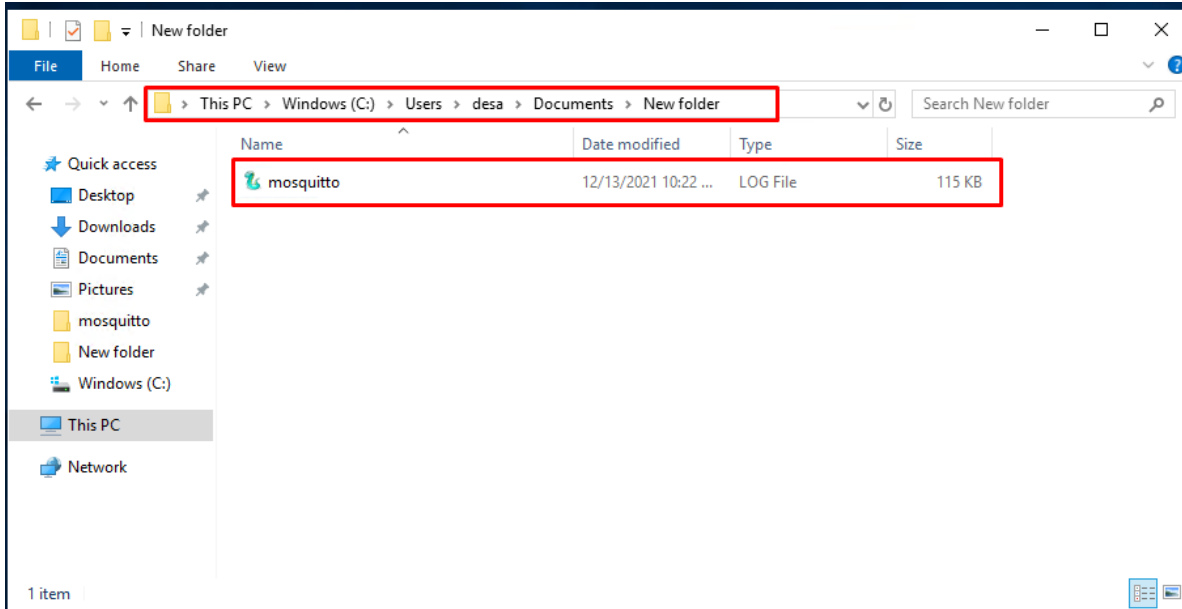 New folder
File Home Share View
This PC > Windows (C:) > Users > desa > Documents > New folder
Search New folder
Name Date modified Type Size
mosquitto 12/13/2021 10:22 ... LOG File 115 KB
Quick access
Desktop
Downloads
Documents
Pictures
mosquitto
New folder
Windows (C:)
This PC
Network
1 item